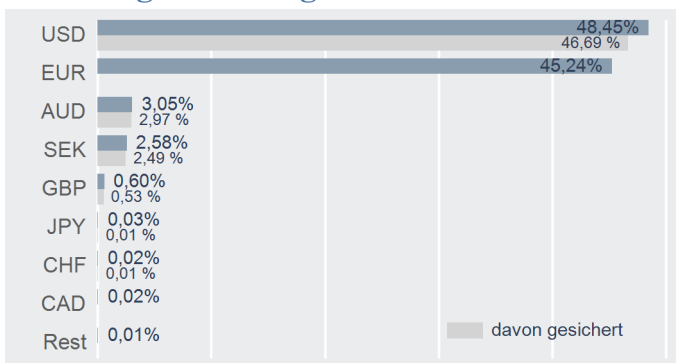 USD 48,45%
46,69 %
EUR 45,24%
AUD 3,05%
2,97 %
SEK 2,58%
2,49 %
GBP 0,60%
0,53 %
JPY 0,03%
0,01 %
CHF 0,02%
0,01 %
CAD 0,02%
Rest 0,01%
davon gesichert